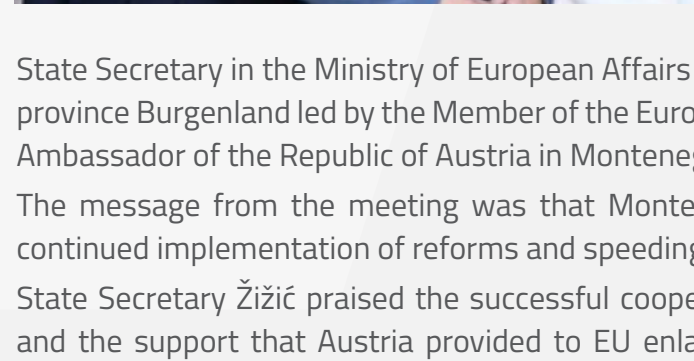 State Secretary in the Ministry of European Affairs
province Burgenland led by the Member of the Euro
Ambassador of the Republic of Austria in Montene
The message from the meeting was that Monte
continued implementation of reforms and speeding
State Secretary Žižić praised the successful coope
and the support that Austria provided to EU enla